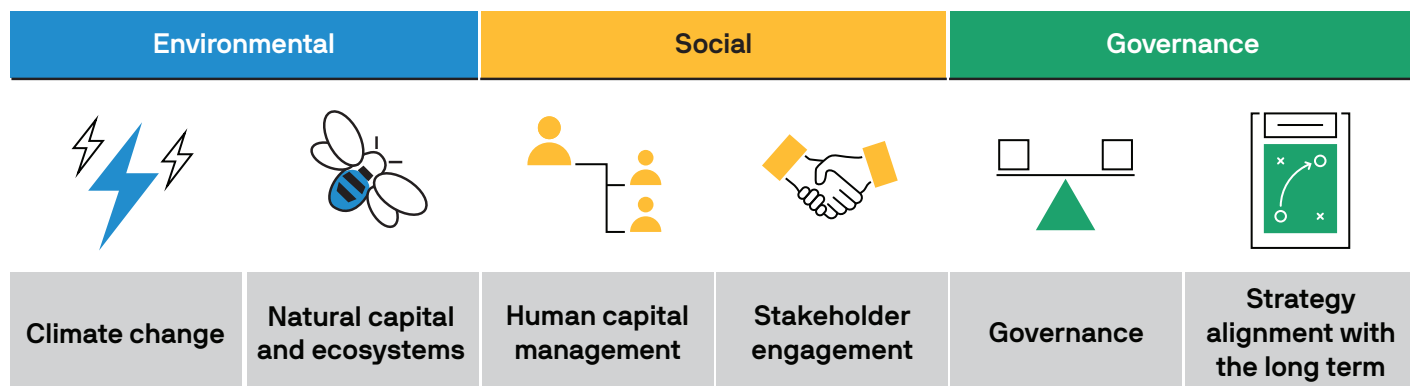 Environmental
Social
Governance
Climate change
Natural capital
and ecosystems
Human capital
management
Stakeholder
engagement
Governance
Strategy
alignment with
the long term